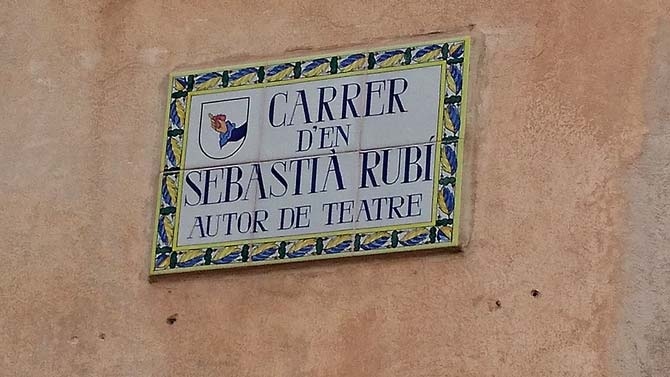 CARRER
D'EN
SEBASTIÀ RUBÍ
AUTOR DE TEATRE